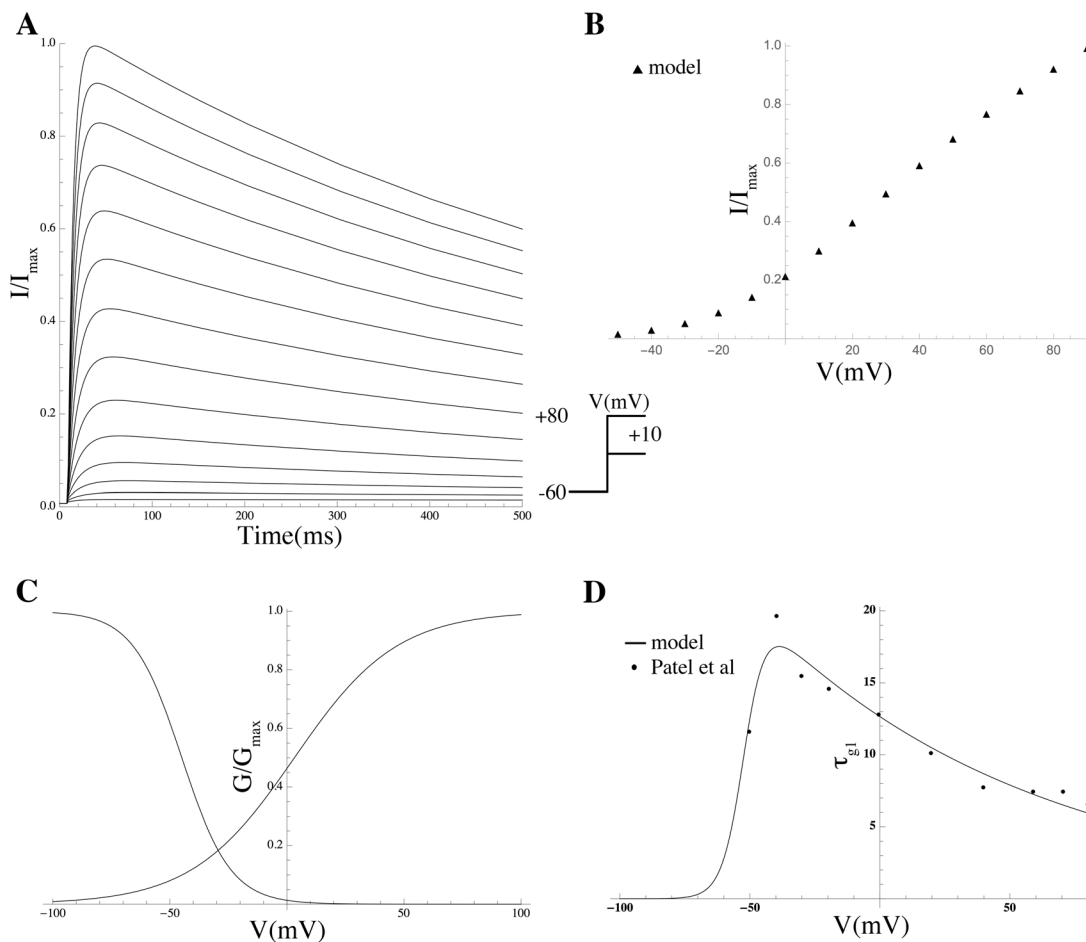 A
1.0
0.8
0.6
0.4
0.2
0.0
I/Imax
0
100
200
300
400
500
Time(ms)
+80
-60
V(mV)
+10
B
▲ model
1.0
0.8
0.6
0.4
0.2
I/Imax
−40
−20
20
40
60
80
V(mV)
C
1.0
0.8
0.6
0.4
0.2
G/Gmax
−100
−50
0
50
100
V(mV)
D
— model
• Patel et al
20
15
10
5
τg1
−100
−50
0
50
V(mV)